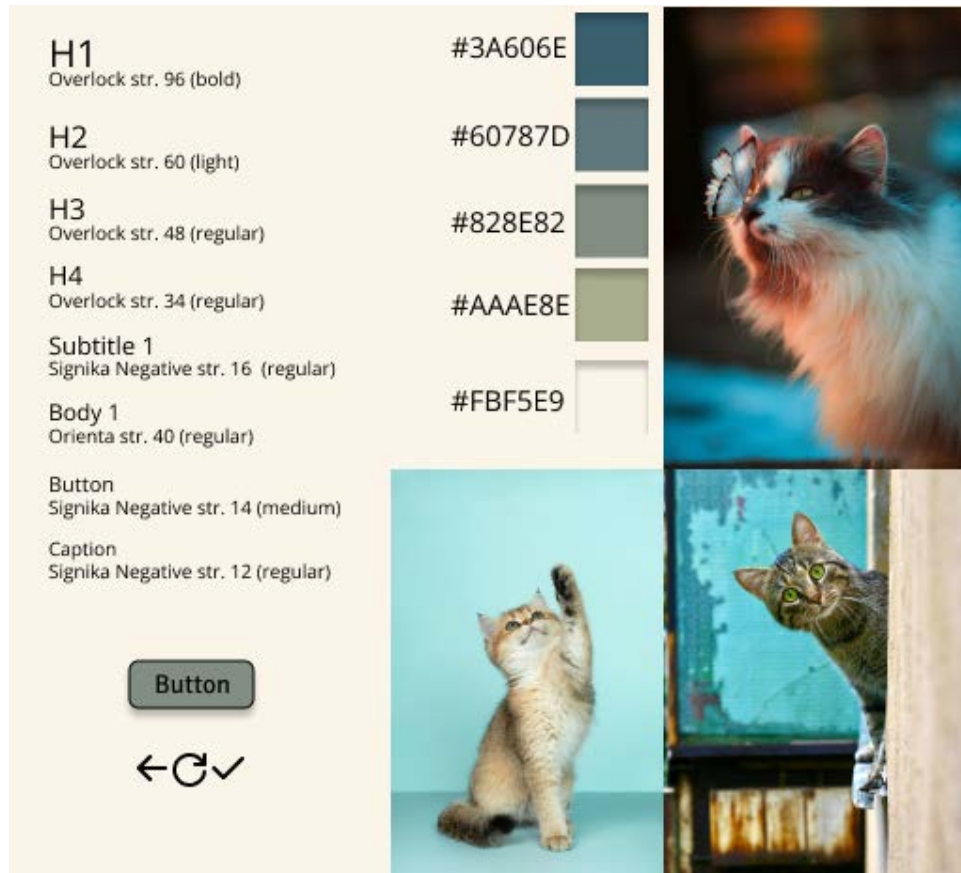 H1
Overlock str. 96 (bold)
H2
Overlock str. 60 (light)
H3
Overlock str. 48 (regular)
H4
Overlock str. 34 (regular)
Subtitle 1
Signika Negative str. 16 (regular)
Body 1
Orienta str. 40 (regular)
Button
Signika Negative str. 14 (medium)
Caption
Signika Negative str. 12 (regular)
Button
#3A606E
#60787D
#828E82
#AAAE8E
#FBF5E9